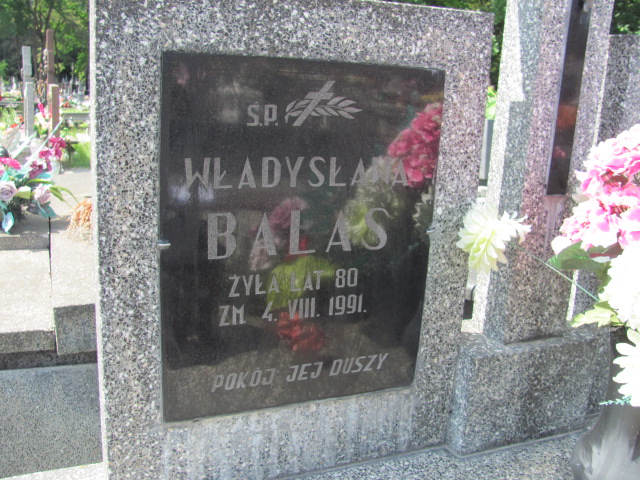 Ś.P.
WŁADYSŁAWA
BALAS
ŻYŁA LAT 80
ZM 4. VIII. 1991.
POKÓJ JEJ DUSZY